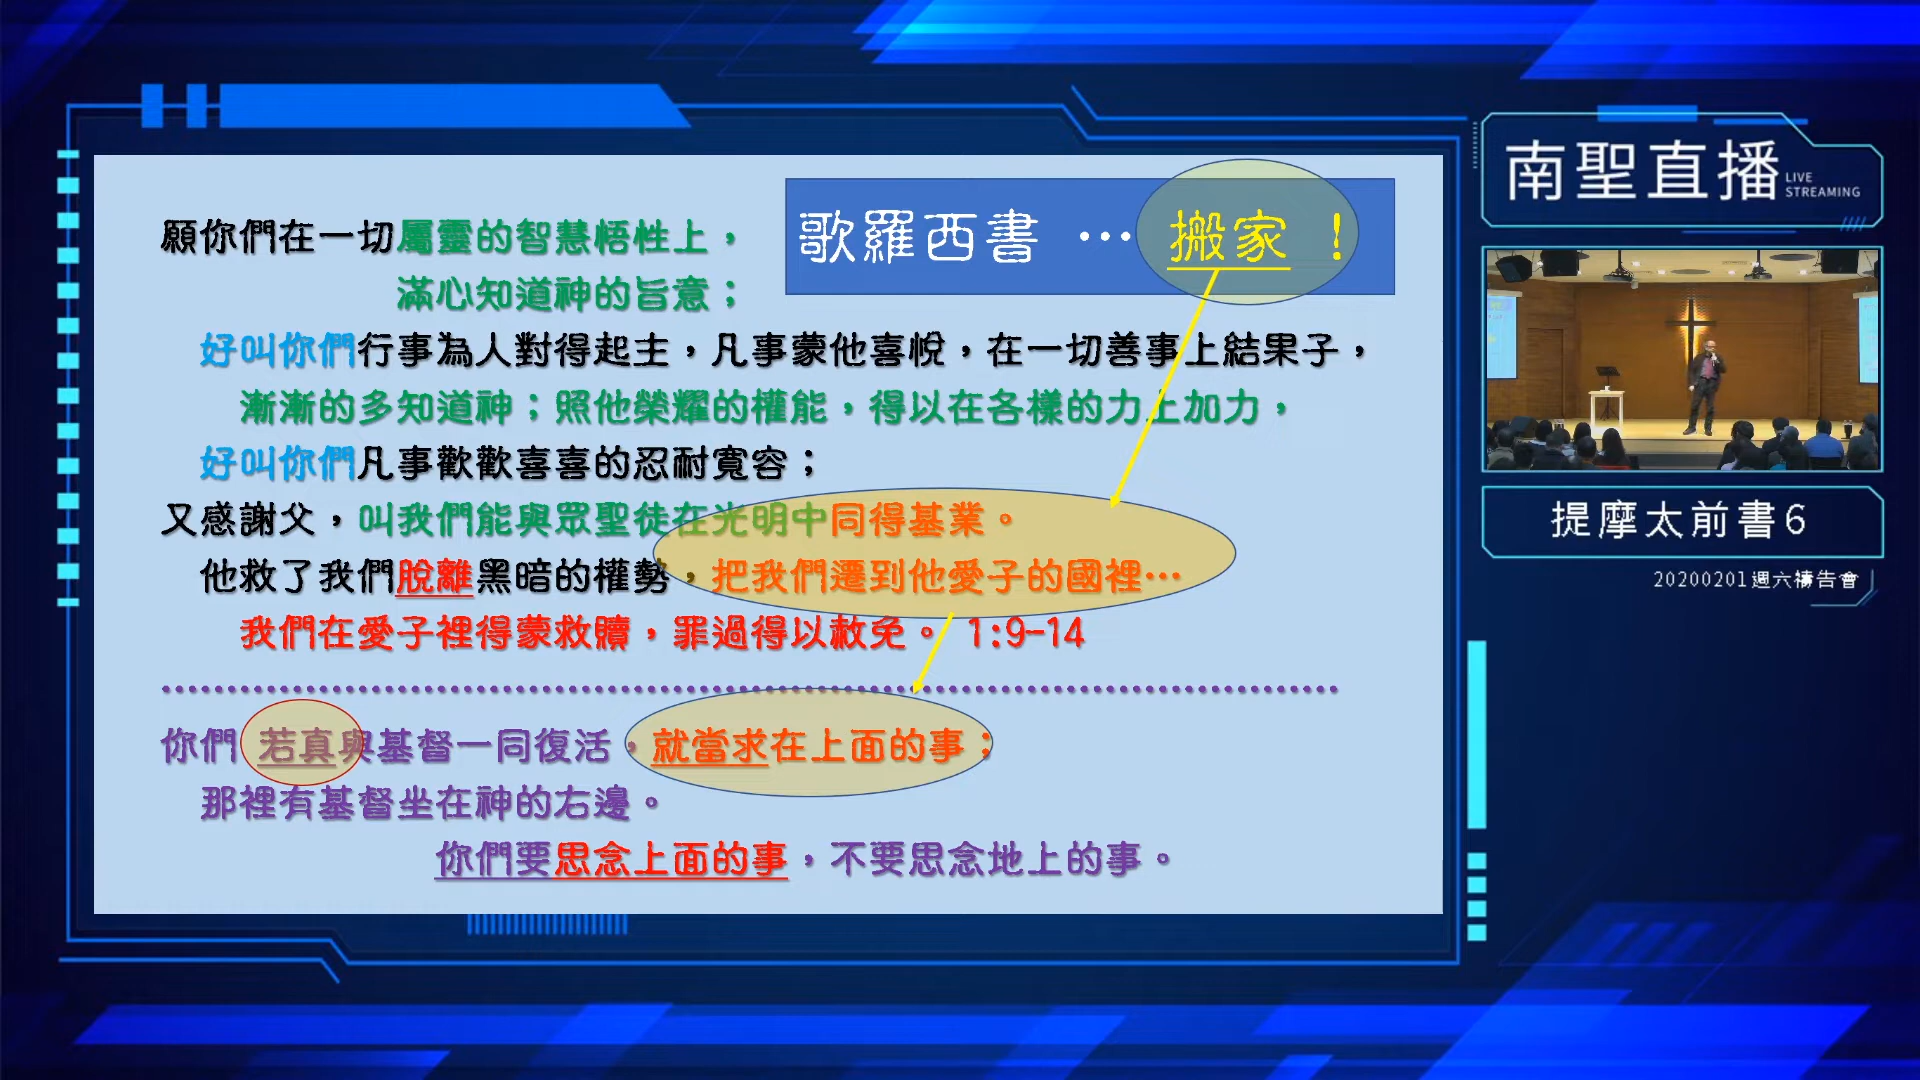 歌羅西書 … 搬家 !
願你們在一切屬靈的智慧悟性上，
滿心知道神的旨意；
好叫你們行事為人對得起主，凡事蒙他喜悅，在一切善事上結果子，
漸漸的多知道神；照他榮耀的權能，得以在各樣的力上加力，
好叫你們凡事歡歡喜喜的忍耐寬容；
又感謝父，叫我們能與眾聖徒在光明中同得基業。
他救了我們脫離黑暗的權勢，把我們遷到他愛子的國裡…
我們在愛子裡得蒙救贖，罪過得以赦免。 1:9-14
你們 若真與基督一同復活，就當求在上面的事；
那裡有基督坐在神的右邊。
你們要思念上面的事，不要思念地上的事。
南聖直播
LIVE
STREAMING
提摩太前書6
20200201週六禱告會